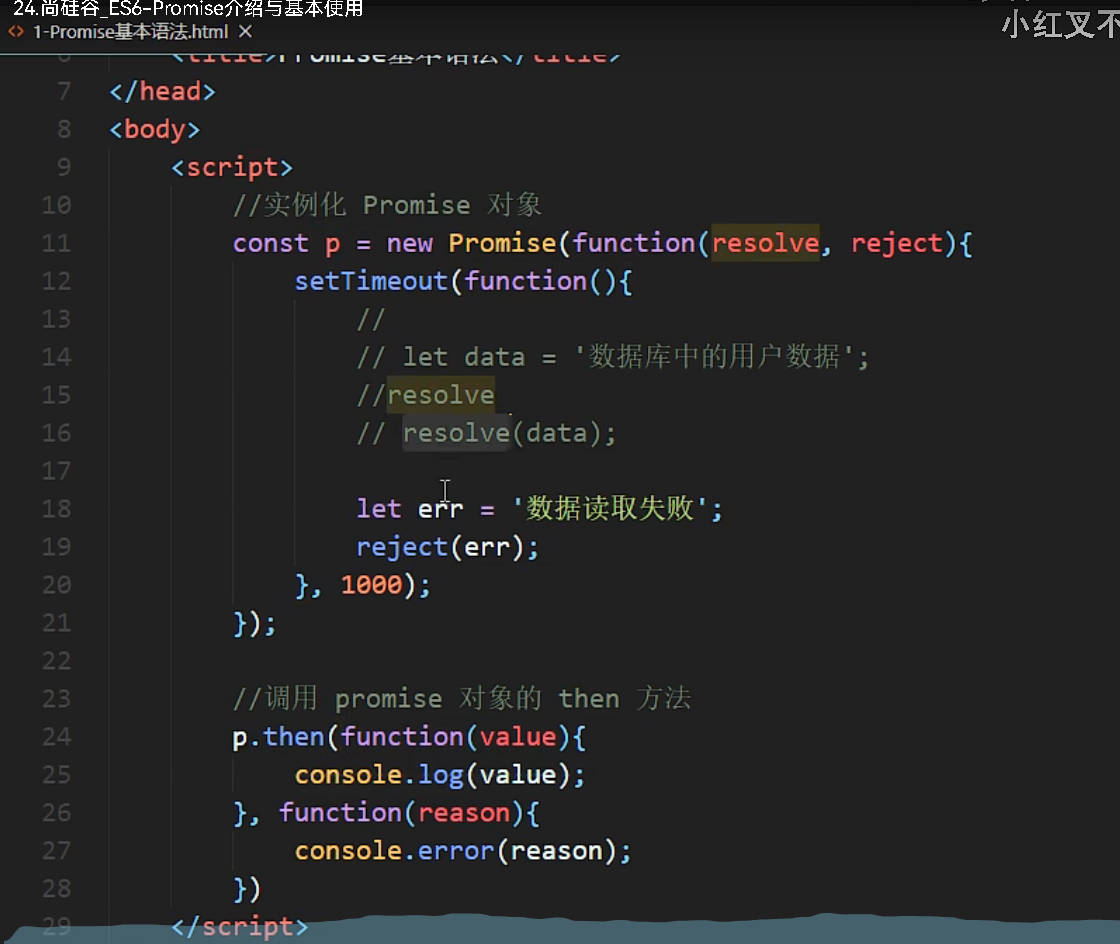 24.尚硅谷_ES6-Promise介绍与基本使用
小红叉不
<> 1-Promise基本语法.html ×
6 <title>Promise基本语法</title>
7 </head>
8 <body>
9 <script>
10 //实例化 Promise 对象
11 const p = new Promise(function(resolve, reject){
12 setTimeout(function(){
13 //
14 // let data = '数据库中的用户数据';
15 //resolve
16 // resolve(data);
17
18 let err = '数据读取失败';
19 reject(err);
20 }, 1000);
21 });
22
23 //调用 promise 对象的 then 方法
24 p.then(function(value){
25 console.log(value);
26 }, function(reason){
27 console.error(reason);
28 })
29 </script>